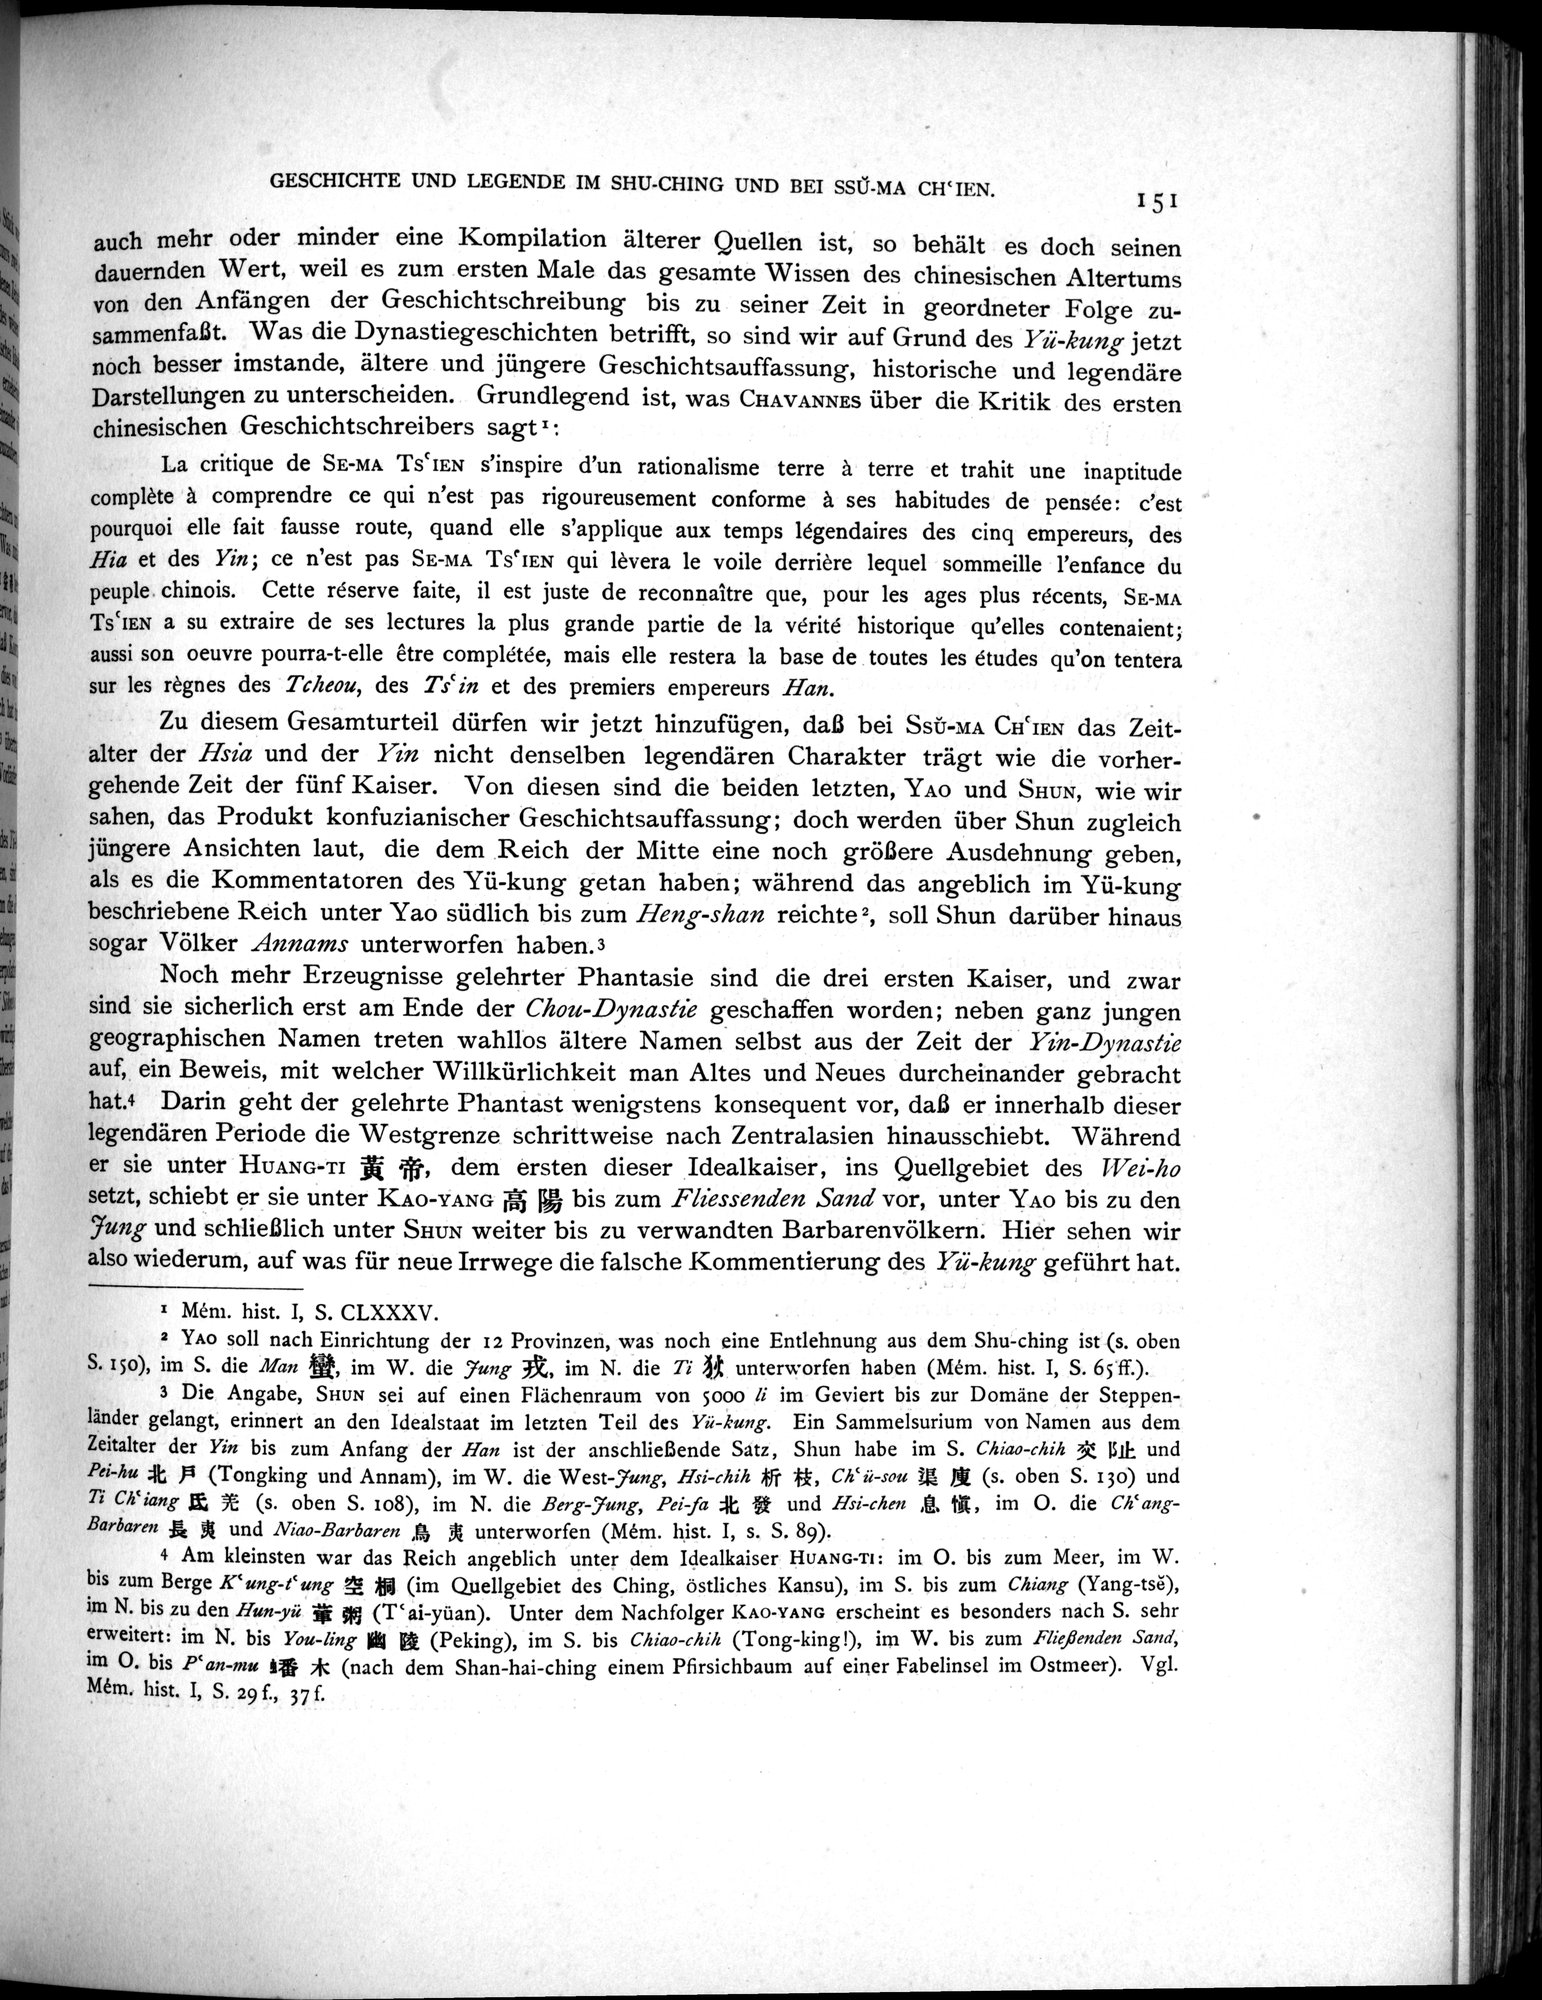 GESCHICHTE UND LEGENDE IM SHU-CHING UND BEI SSŬ-MA CHʿIEN.
151
auch mehr oder minder eine Kompilation älterer Quellen ist, so behält es doch seinen
dauernden Wert, weil es zum ersten Male das gesamte Wissen des chinesischen Altertums
von den Anfängen der Geschichtschreibung bis zu seiner Zeit in geordneter Folge zu-
sammenfaßt. Was die Dynastiegeschichten betrifft, so sind wir auf Grund des Yü-kung jetzt
noch besser imstande, ältere und jüngere Geschichtsauffassung, historische und legendäre
Darstellungen zu unterscheiden. Grundlegend ist, was CHAVANNES über die Kritik des ersten
chinesischen Geschichtschreibers sagt¹:
La critique de SE-MA TSʿIEN s'inspire d'un rationalisme terre à terre et trahit une inaptitude
complète à comprendre ce qui n'est pas rigoureusement conforme à ses habitudes de pensée: c'est
pourquoi elle fait fausse route, quand elle s'applique aux temps légendaires des cinq empereurs, des
Hia et des Yin; ce n'est pas SE-MA TSʿIEN qui lèvera le voile derrière lequel sommeille l'enfance du
peuple chinois. Cette réserve faite, il est juste de reconnaître que, pour les ages plus récents, SE-MA
TSʿIEN a su extraire de ses lectures la plus grande partie de la vérité historique qu'elles contenaient;
aussi son oeuvre pourra-t-elle être complétée, mais elle restera la base de toutes les études qu'on tentera
sur les règnes des Tcheou, des Tsʿin et des premiers empereurs Han.
Zu diesem Gesamturteil dürfen wir jetzt hinzufügen, daß bei SSŬ-MA CHʿIEN das Zeit-
alter der Hsia und der Yin nicht denselben legendären Charakter trägt wie die vorher-
gehende Zeit der fünf Kaiser. Von diesen sind die beiden letzten, YAO und SHUN, wie wir
sahen, das Produkt konfuzianischer Geschichtsauffassung; doch werden über Shun zugleich
jüngere Ansichten laut, die dem Reich der Mitte eine noch größere Ausdehnung geben,
als es die Kommentatoren des Yü-kung getan haben; während das angeblich im Yü-kung
beschriebene Reich unter Yao südlich bis zum Heng-shan reichte², soll Shun darüber hinaus
sogar Völker Annams unterworfen haben.³
Noch mehr Erzeugnisse gelehrter Phantasie sind die drei ersten Kaiser, und zwar
sind sie sicherlich erst am Ende der Chou-Dynastie geschaffen worden; neben ganz jungen
geographischen Namen treten wahllos ältere Namen selbst aus der Zeit der Yin-Dynastie
auf, ein Beweis, mit welcher Willkürlichkeit man Altes und Neues durcheinander gebracht
hat.⁴ Darin geht der gelehrte Phantast wenigstens konsequent vor, daß er innerhalb dieser
legendären Periode die Westgrenze schrittweise nach Zentralasien hinausschiebt. Während
er sie unter HUANG-TI 黃帝, dem ersten dieser Idealkaiser, ins Quellgebiet des Wei-ho
setzt, schiebt er sie unter KAO-YANG 高陽 bis zum Fliessenden Sand vor, unter YAO bis zu den
Jung und schließlich unter SHUN weiter bis zu verwandten Barbarenvölkern. Hier sehen wir
also wiederum, auf was für neue Irrwege die falsche Kommentierung des Yü-kung geführt hat.
¹ Mém. hist. I, S. CLXXXV.
² YAO soll nach Einrichtung der 12 Provinzen, was noch eine Entlehnung aus dem Shu-ching ist (s. oben
S. 150), im S. die Man 蠻, im W. die Jung 戎, im N. die Ti 狄 unterworfen haben (Mém. hist. I, S. 65 ff.).
³ Die Angabe, SHUN sei auf einen Flächenraum von 5000 li im Geviert bis zur Domäne der Steppen-
länder gelangt, erinnert an den Idealstaat im letzten Teil des Yü-kung. Ein Sammelsurium von Namen aus dem
Zeitalter der Yin bis zum Anfang der Han ist der anschließende Satz, Shun habe im S. Chiao-chih 交阯 und
Pei-hu 北戶 (Tongking und Annam), im W. die West-Jung, Hsi-chih 析枝, Chʿü-sou 渠廋 (s. oben S. 130) und
Ti Chʿiang 氐羌 (s. oben S. 108), im N. die Berg-Jung, Pei-fa 北發 und Hsi-chen 息愼, im O. die Chʿang-
Barbaren 長夷 und Niao-Barbaren 鳥夷 unterworfen (Mém. hist. I, s. S. 89).
⁴ Am kleinsten war das Reich angeblich unter dem Idealkaiser HUANG-TI: im O. bis zum Meer, im W.
bis zum Berge Kʿung-tʿung 空桐 (im Quellgebiet des Ching, östliches Kansu), im S. bis zum Chiang (Yang-tsĕ),
im N. bis zu den Hun-yü 葷粥 (Tʿai-yüan). Unter dem Nachfolger KAO-YANG erscheint es besonders nach S. sehr
erweitert: im N. bis You-ling 幽陵 (Peking), im S. bis Chiao-chih (Tong-king!), im W. bis zum Fließenden Sand,
im O. bis Pʿan-mu 蟠木 (nach dem Shan-hai-ching einem Pfirsichbaum auf einer Fabelinsel im Ostmeer). Vgl.
Mém. hist. I, S. 29 f., 37 f.